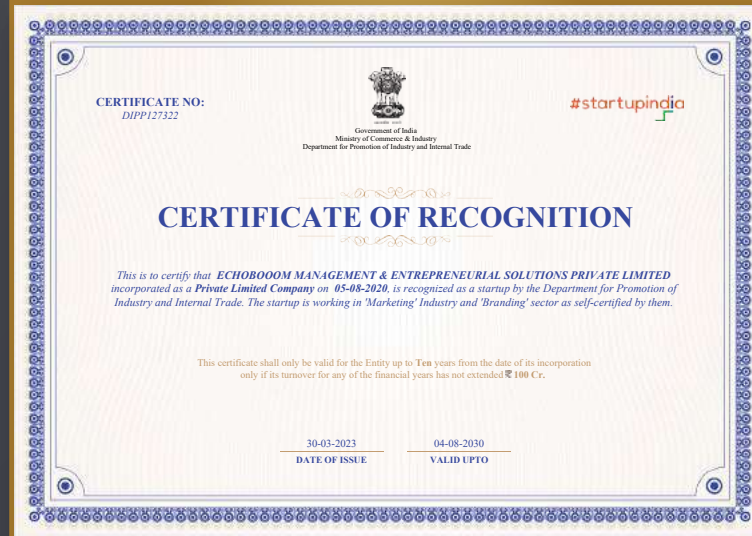 CERTIFICATE NO:
DIPP127322
#startupindia
Government of India
Ministry of Commerce & Industry
Department for Promotion of Industry and Internal Trade
CERTIFICATE OF RECOGNITION
This is to certify that ECHOBOOOM MANAGEMENT & ENTREPRENEURIAL SOLUTIONS PRIVATE LIMITED
incorporated as a Private Limited Company on 05-08-2020, is recognized as a startup by the Department for Promotion of
Industry and Internal Trade. The startup is working in 'Marketing' Industry and 'Branding' sector as self-certified by them.
This certificate shall only be valid for the Entity up to Ten years from the date of its incorporation
only if its turnover for any of the financial years has not extended ₹ 100 Cr.
30-03-2023 04-08-2030
DATE OF ISSUE VALID UPTO